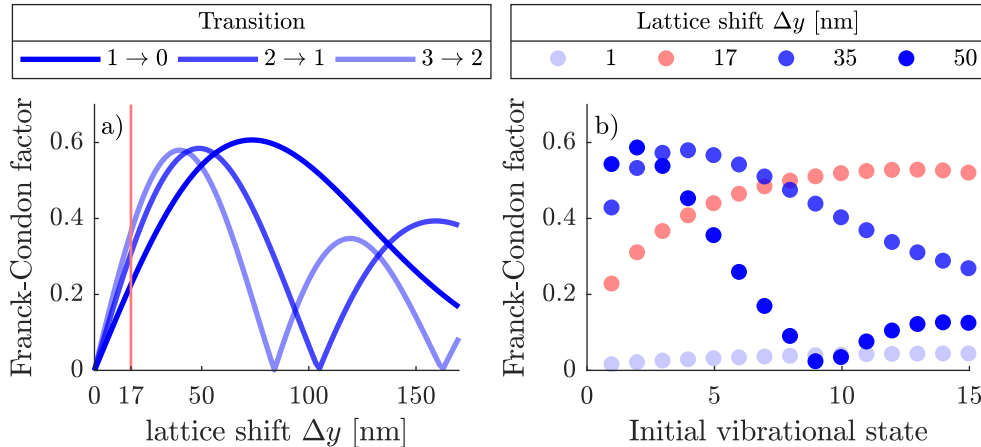 Transition
1 → 0 2 → 1 3 → 2
Lattice shift Δy [nm]
1 17 35 50
a)
Franck-Condon factor
0.6
0.4
0.2
0
0 17 50 100 150
lattice shift Δy [nm]
b)
Franck-Condon factor
0.6
0.4
0.2
0
0 5 10 15
Initial vibrational state